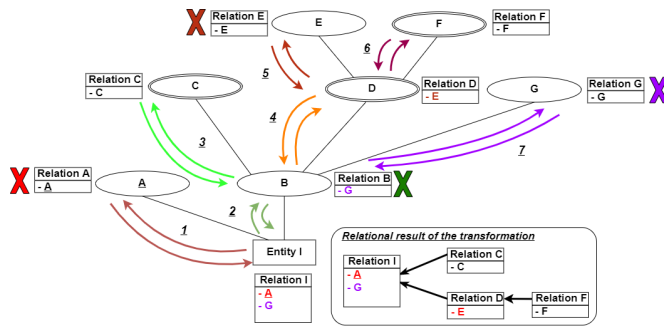 X
Relation E
- E
E
F
Relation F
- F
6
5
Relation C
- C
C
D
Relation D
- E
G
Relation G
- G
X
4
3
7
X
Relation A
- A
A
B
Relation B
- G
X
2
1
Entity I
Relation I
- A
- G
Relational result of the transformation
Relation I
- A
- G
Relation C
- C
Relation D
- E
Relation F
- F